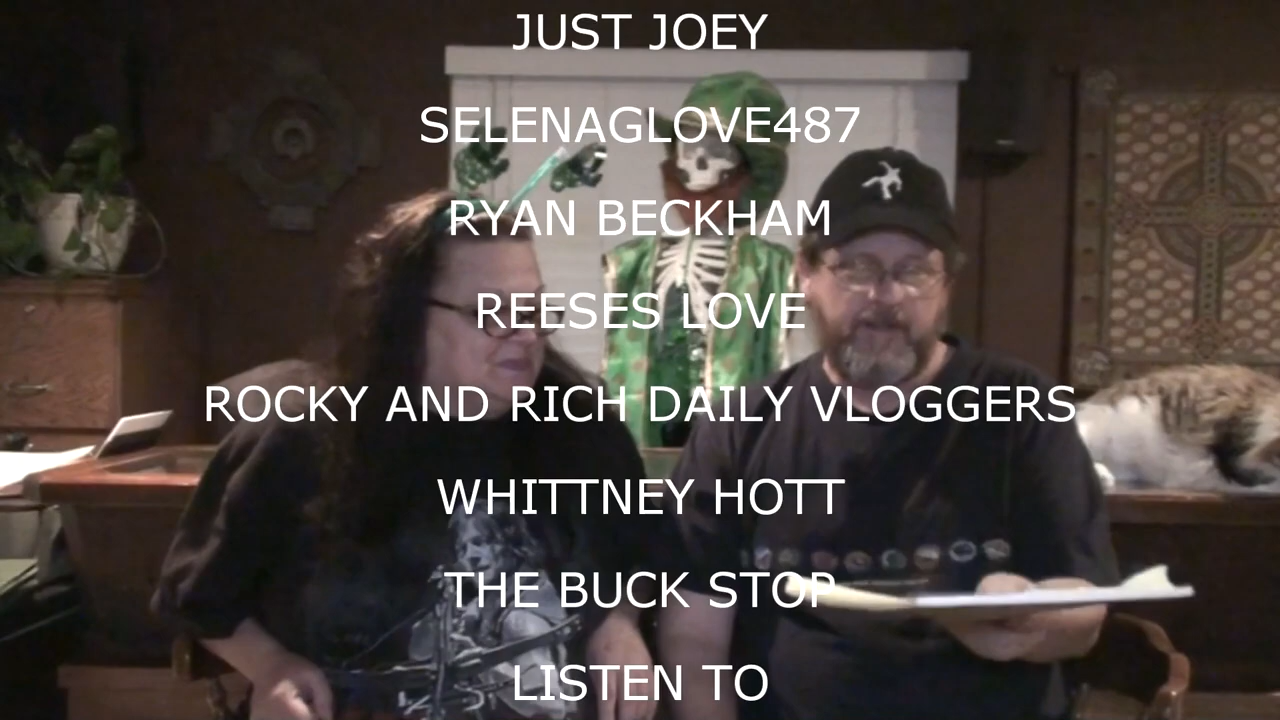 JUST JOEY
SELENAGLOVE487
RYAN BECKHAM
REESES LOVE
ROCKY AND RICH DAILY VLOGGERS
WHITTNEY HOTT
THE BUCK STOP
LISTEN TO